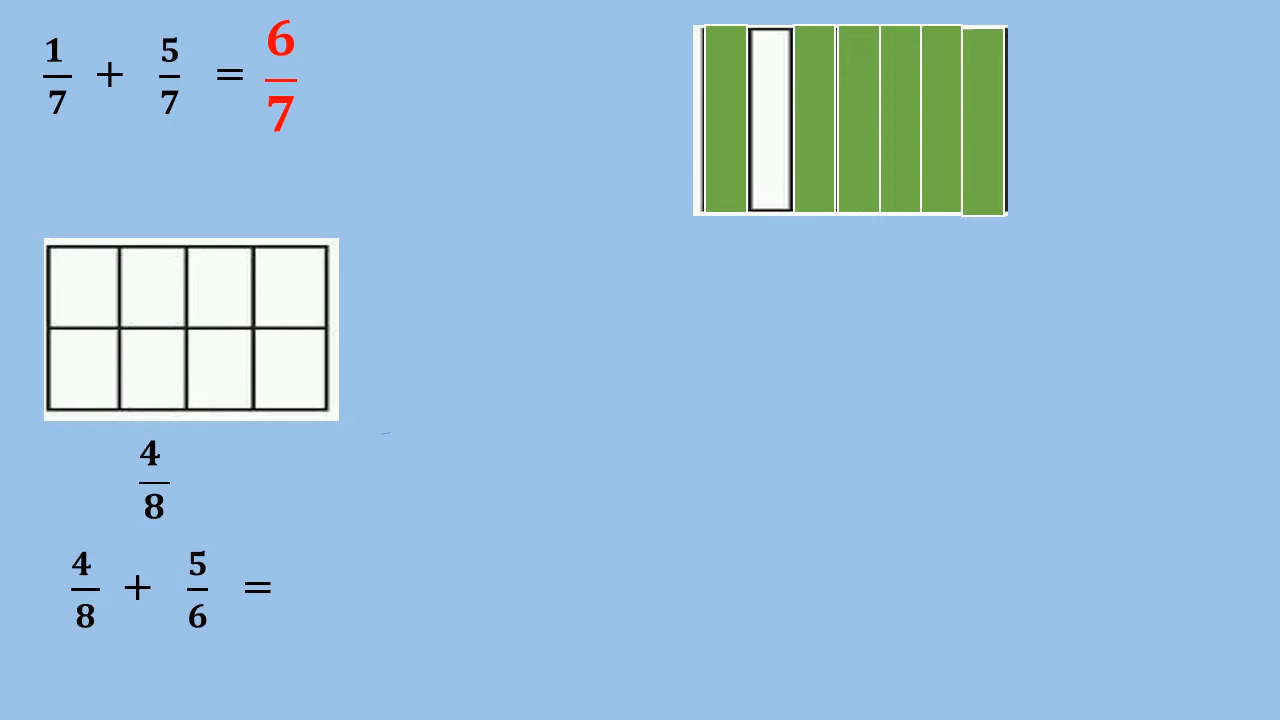 1/7 + 5/7 = 6/7
4/8
4/8 + 5/6 =